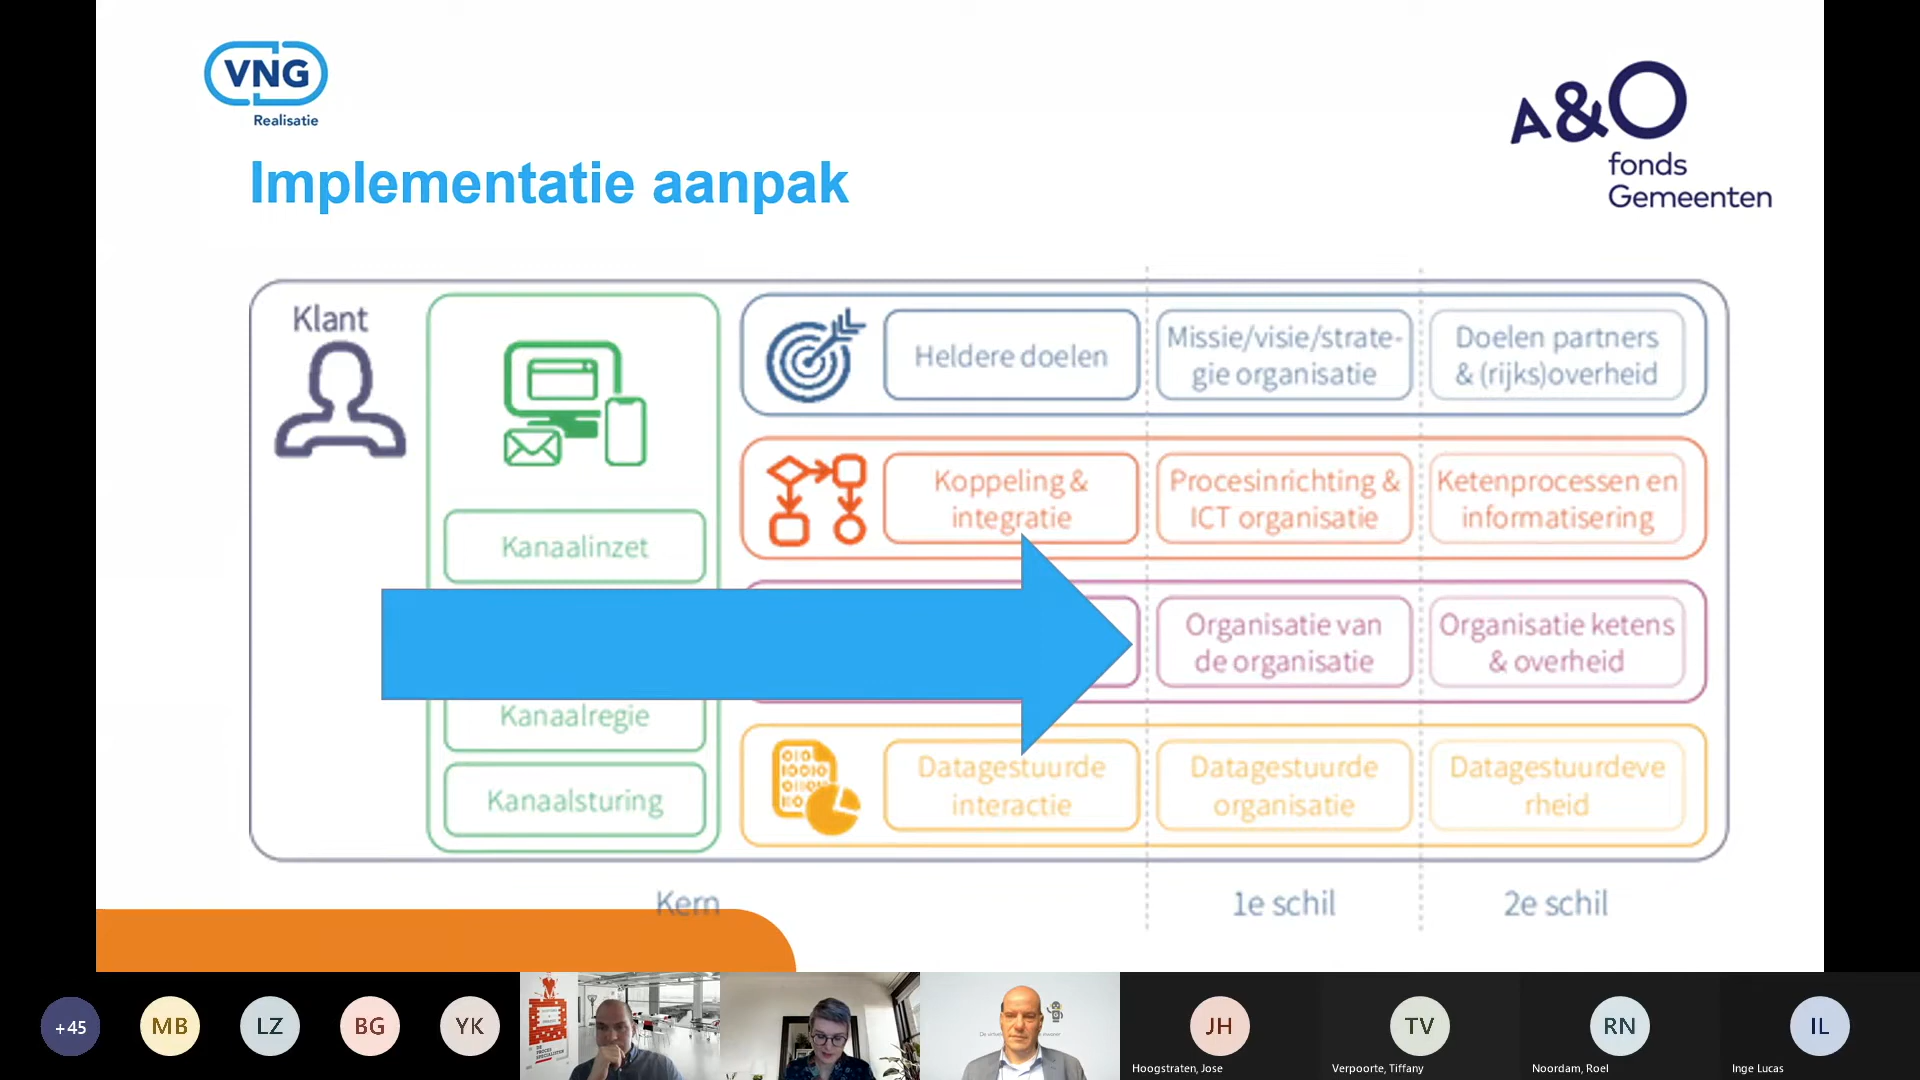 VNG
Realisatie
A&O
fonds
Gemeenten
Implementatie aanpak
Klant
Kanaalinzet
Kanaalregie
Kanaalsturing
Heldere doelen
Missie/visie/strate-
gie organisatie
Doelen partners
& (rijks)overheid
Koppeling &
integratie
Procesinrichting &
ICT organisatie
Ketenprocessen en
informatisering
Organisatie van
de organisatie
Organisatie ketens
& overheid
Datagestuurde
interactie
Datagestuurde
organisatie
Datagestuurdeve
rheid
Kern
1e schil
2e schil
+45
MB
LZ
BG
YK
JH
Hoogstraten, Jose
TV
Verpoorte, Tiffany
RN
Noordam, Roel
IL
Inge Lucas